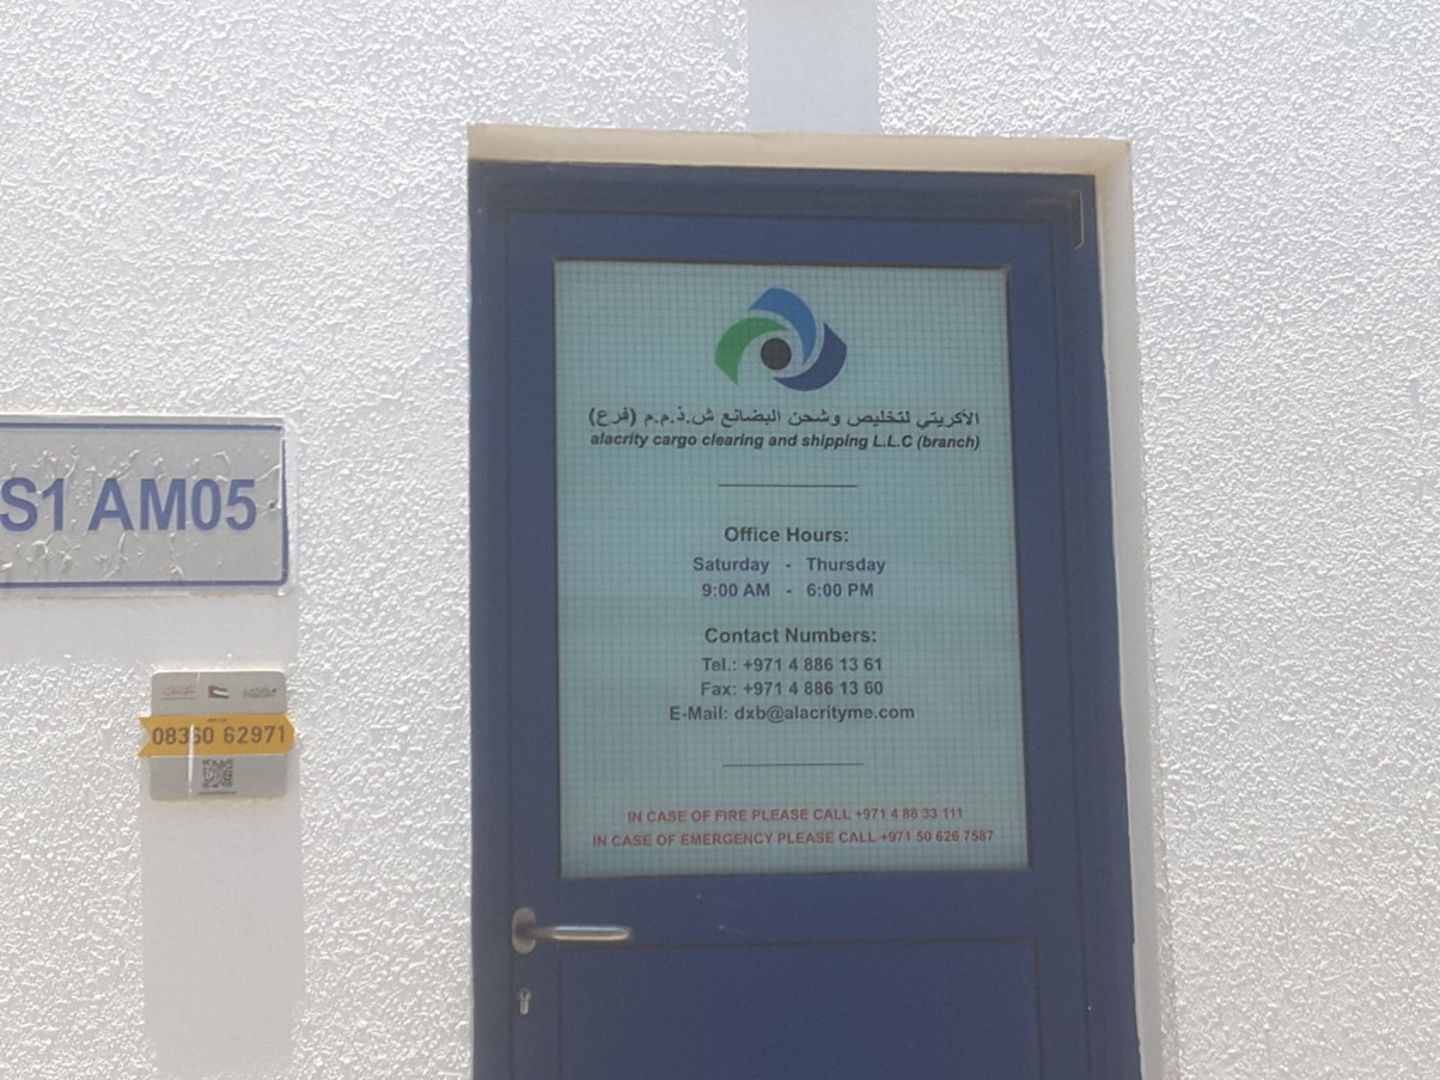 S1 AM05
08360 62971
الأكريتي لتخليص وشحن البضائع ش.ذ.م.م (فرع)
alacrity cargo clearing and shipping L.L.C (branch)
Office Hours:
Saturday - Thursday
9:00 AM - 6:00 PM
Contact Numbers:
Tel.: +971 4 886 13 61
Fax: +971 4 886 13 60
E-Mail: dxb@alacrityme.com
IN CASE OF FIRE PLEASE CALL +971 4 88 33 111
IN CASE OF EMERGENCY PLEASE CALL +971 50 626 7587